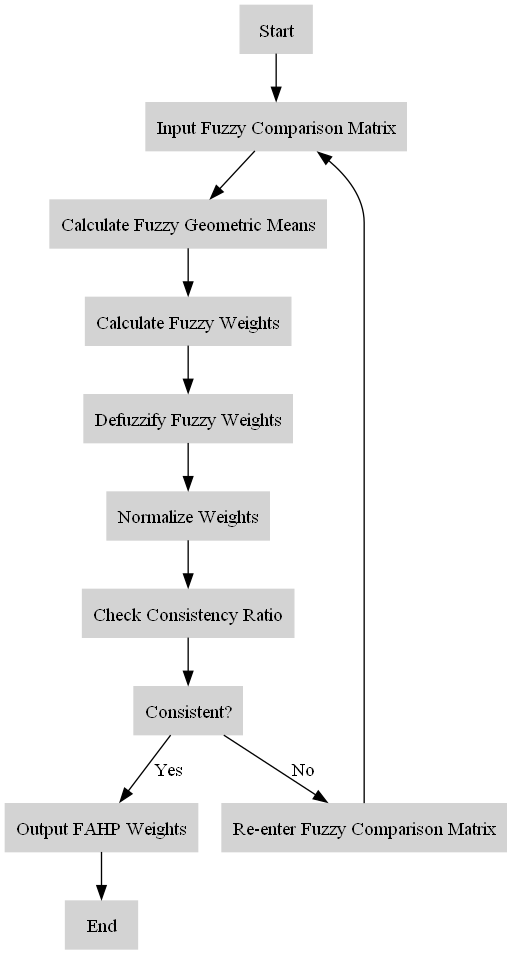 Start
Input Fuzzy Comparison Matrix
Calculate Fuzzy Geometric Means
Calculate Fuzzy Weights
Defuzzify Fuzzy Weights
Normalize Weights
Check Consistency Ratio
Consistent?
Yes
No
Output FAHP Weights
Re-enter Fuzzy Comparison Matrix
End